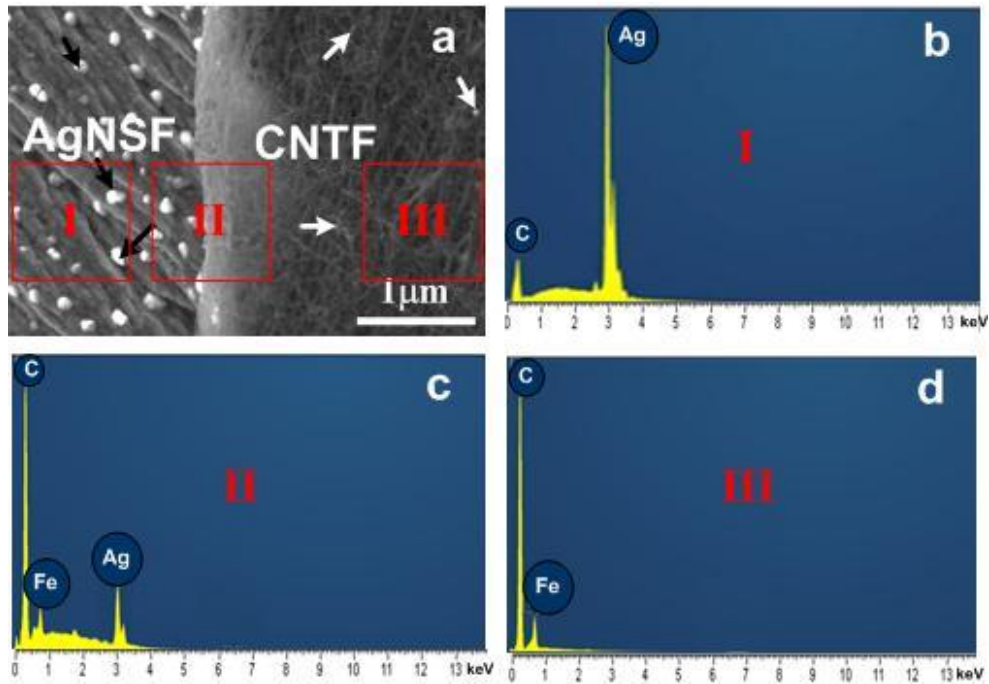 a
AgNSF CNTF
I II III
1μm
b
Ag
I
C
0 1 2 3 4 5 6 7 8 9 10 11 12 13 keV
c
C
II
Fe
Ag
0 1 2 3 4 5 6 7 8 9 10 11 12 13 keV
d
C
III
Fe
0 1 2 3 4 5 6 7 8 9 10 11 12 13 keV